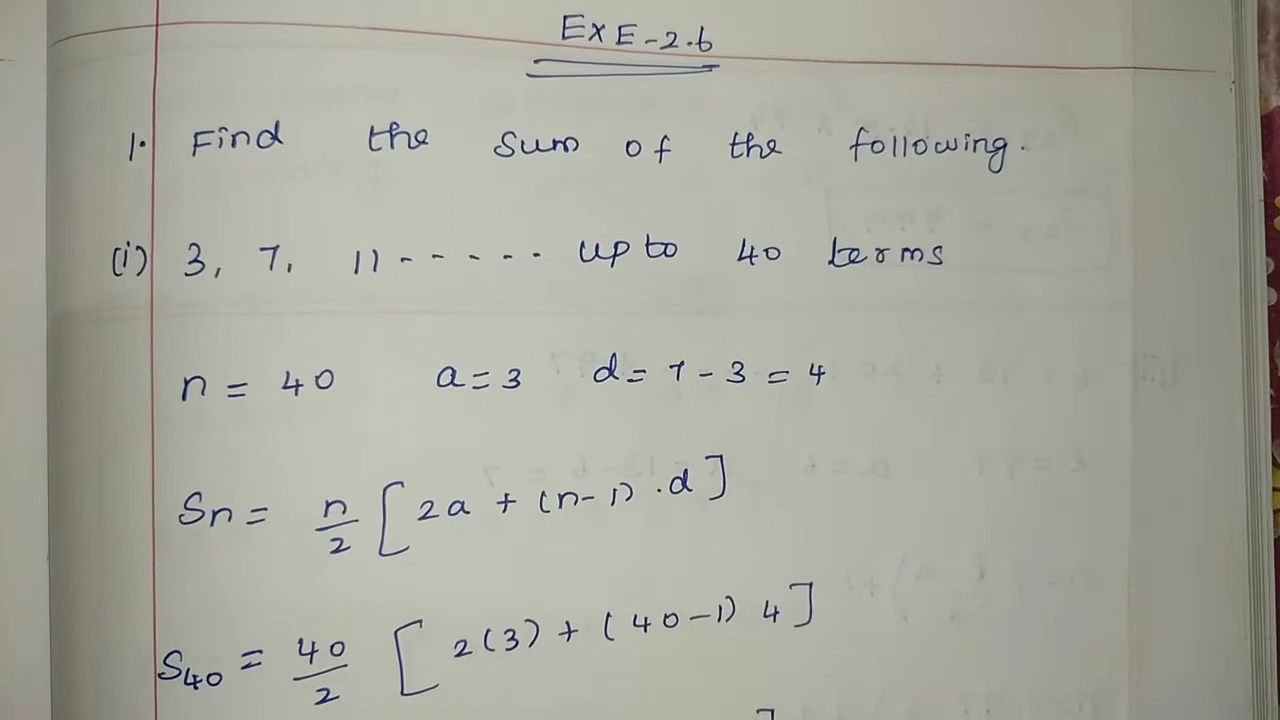 EXE-2.6
1. Find the Sum of the following.
(i) 3, 7, 11 ------ up to 40 terms
n = 40 a = 3 d = 7 - 3 = 4
Sn = n/2 [2a + (n-1) .d]
S40 = 40/2 [2(3) + (40-1) 4]